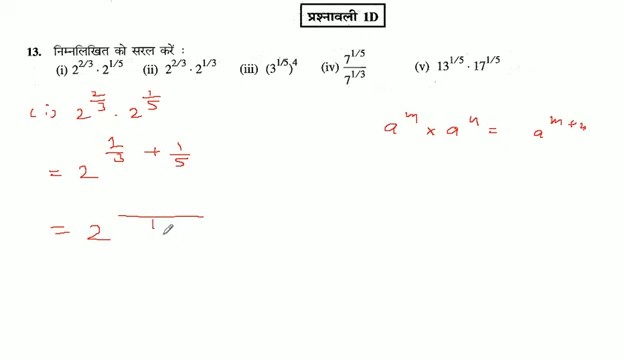 प्रश्नावली 1D
13. निम्नलिखित को सरल करें :
(i) 2^{2/3} · 2^{1/5} (ii) 2^{2/3} · 2^{1/3} (iii) (3^{1/5})^4 (iv) 7^{1/5}/7^{1/3} (v) 13^{1/5} · 17^{1/5}
(i) 2^{2/3} · 2^{1/5}
a^m × a^n = a^{m+n}
= 2^{2/3 + 1/5}
= 2
1